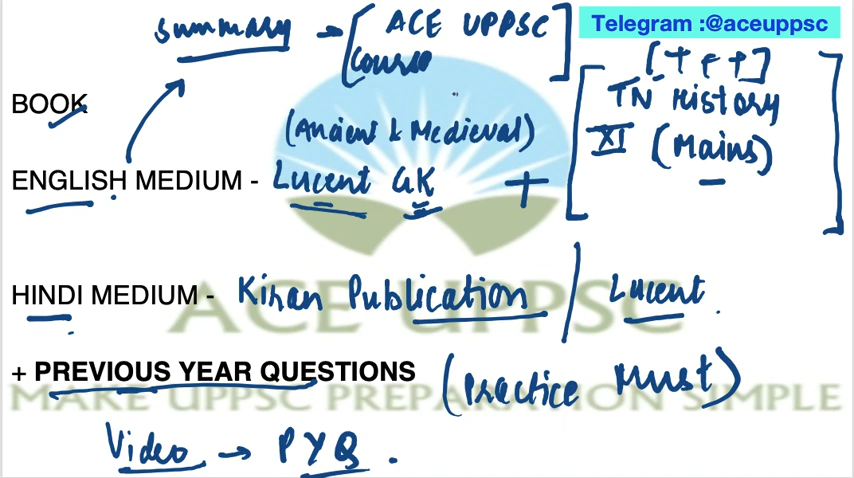 Summary → [ACE UPPSC
Course]
Telegram :@aceuppsc
BOOK
(Ancient & Medieval)
ENGLISH MEDIUM - Lucent GK +
TN History
XI (Mains)
HINDI MEDIUM - Kiran Publication / Lucent.
ACE UPPSC
+ PREVIOUS YEAR QUESTIONS (Practice Must)
MAKE UPPSC PREPARATION SIMPLE
Video → PYQ.